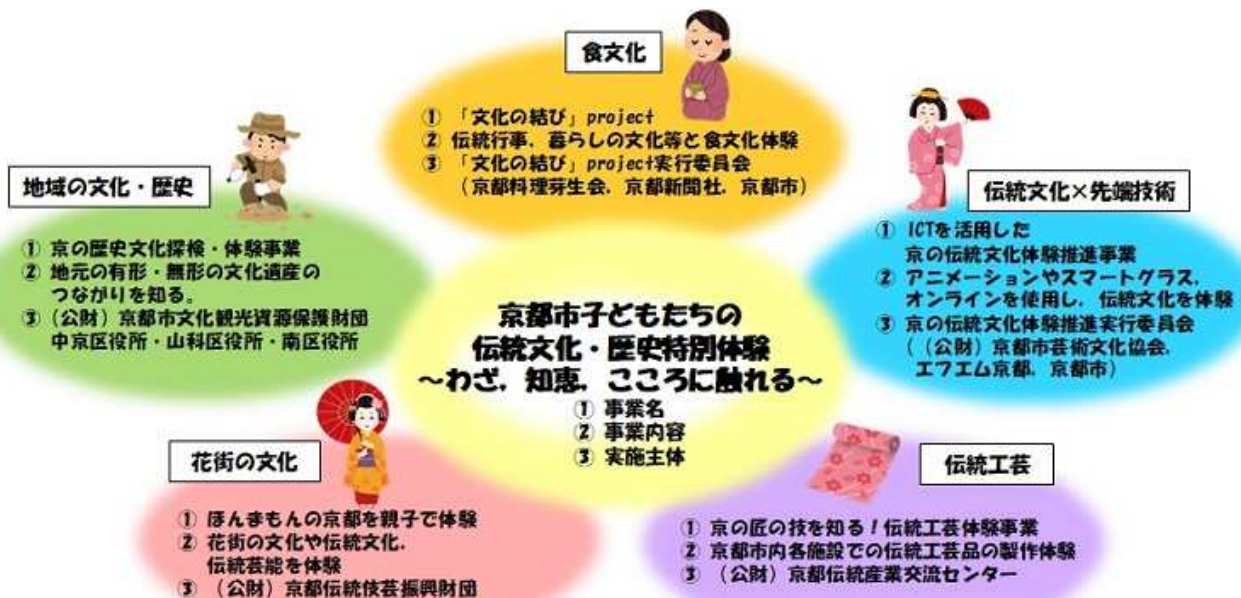 食文化
① 「文化の結び」project
② 伝統行事、暮らしの文化等と食文化体験
③ 「文化の結び」project実行委員会
（京都料理芽生会、京都新聞社、京都市）
地域の文化・歴史
① 京の歴史文化探検・体験事業
② 地元の有形・無形の文化遺産の
つながりを知る。
③ （公財）京都市文化観光資源保護財団
中京区役所・山科区役所・南区役所
伝統文化×先端技術
① ICTを活用した
京の伝統文化体験推進事業
② アニメーションやスマートグラス、
オンラインを使用し、伝統文化を体験
③ 京の伝統文化体験推進実行委員会
（（公財）京都市芸術文化協会、
エフエム京都、京都市）
京都市子どもたちの
伝統文化・歴史特別体験
～わざ、知恵、こころに触れる～
① 事業名
② 事業内容
③ 実施主体
花街の文化
① ほんまもんの京都を親子で体験
② 花街の文化や伝統文化、
伝統芸能を体験
③ （公財）京都伝統伎芸振興財団
伝統工芸
① 京の匠の技を知る！伝統工芸体験事業
② 京都市内各施設での伝統工芸品の製作体験
③ （公財）京都伝統産業交流センター